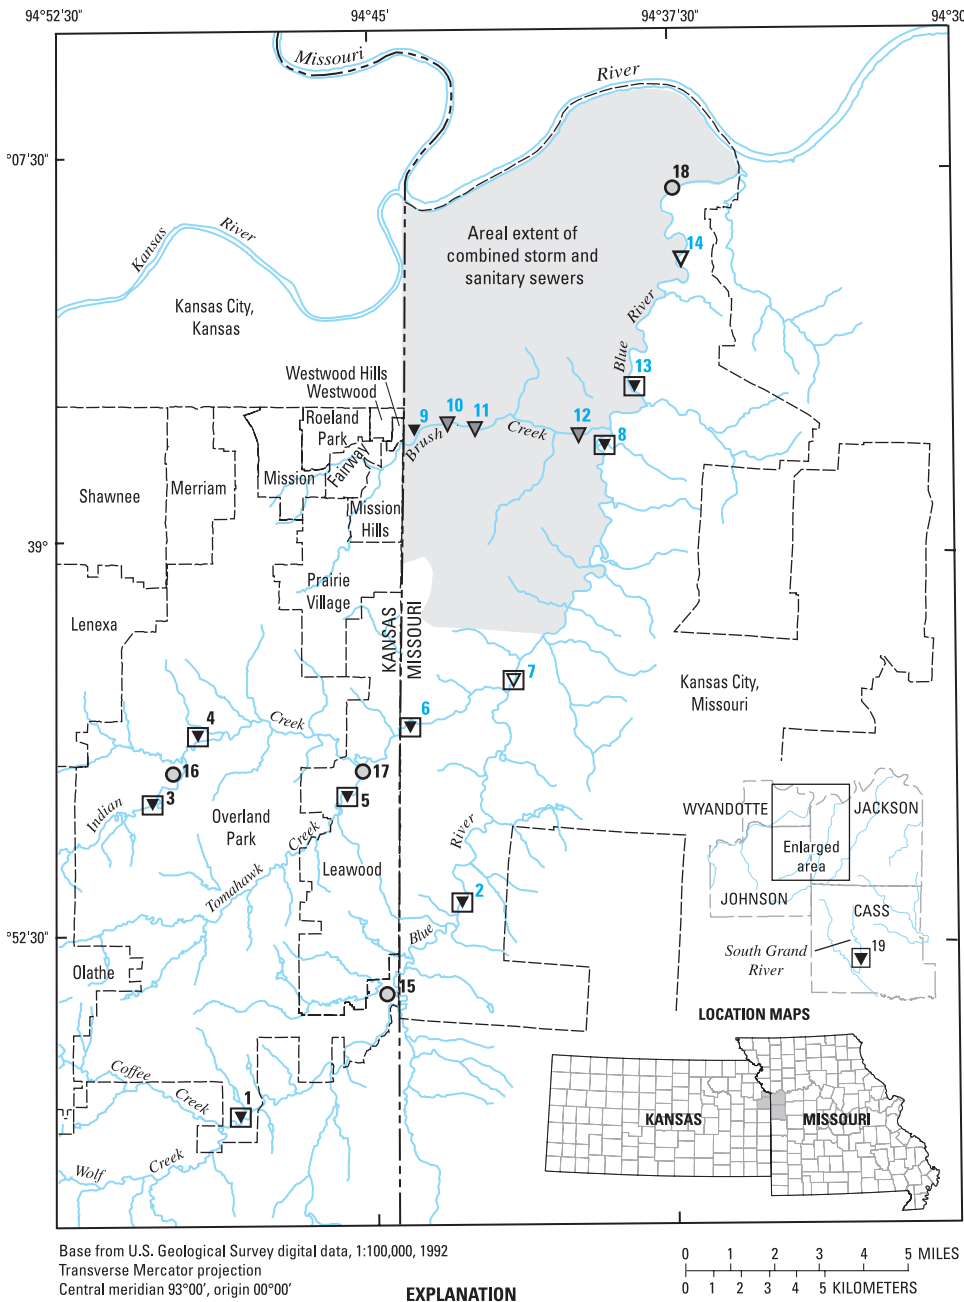 94°52'30"
94°45'
94°37'30"
94°30
Missouri
River
°07'30"
18
Areal extent of
combined storm and
sanitary sewers
14
Kansas
River
Kansas City,
Kansas
Blue
River
13
Westwood Hills
Westwood
9
10
11
12
8
Roeland
Park
Brush
Creek
Fairway
Mission
Shawnee
Merriam
Mission
Hills
39°
Prairie
Village
Lenexa
KANSAS
MISSOURI
7
Kansas City,
Missouri
6
4
Creek
16
17
3
5
Indian
Overland
Park
Creek
Leawood
Tomahawk
River
2
Blue
WYANDOTTE
JACKSON
Enlarged
area
JOHNSON
CASS
South Grand
River
19
°52'30"
Olathe
15
LOCATION MAPS
Coffee
Creek
1
KANSAS
MISSOURI
Wolf
Creek
Base from U.S. Geological Survey digital data, 1:100,000, 1992
Transverse Mercator projection
Central meridian 93°00', origin 00°00'
0 1 2 3 4 5 MILES
0 1 2 3 4 5 KILOMETERS
EXPLANATION